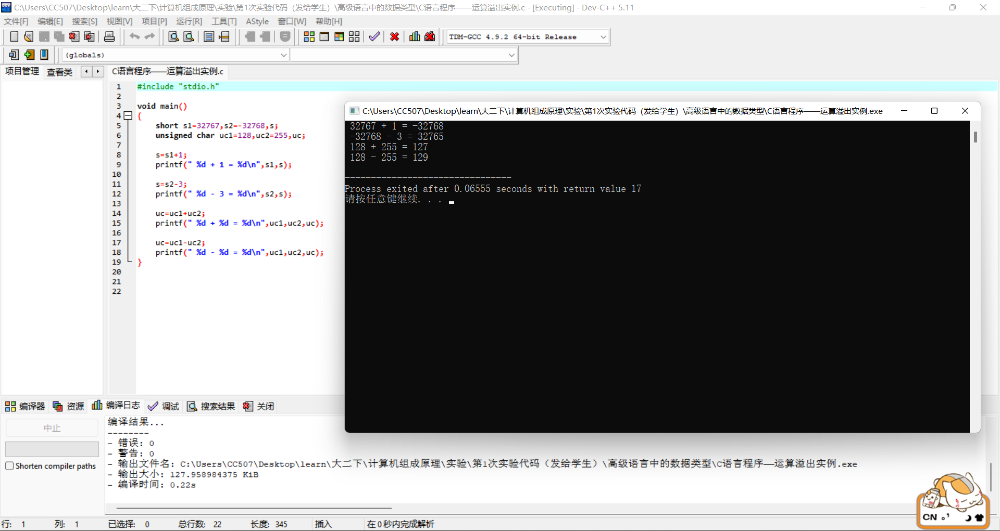 C:\Users\CC507\Desktop\learn\大二下\计算机组成原理\实验\第1次实验代码（发给学生）\高级语言中的数据类型\C语言程序——运算溢出实例.c - [Executing] - Dev-C++ 5.11
文件[F] 编辑[E] 搜索[S] 视图[V] 项目[P] 运行[R] 工具[T] AStyle 窗口[W] 帮助[H]
TDM-GCC 4.9.2 64-bit Release
(globals)
项目管理 查看类 C语言程序——运算溢出实例.c
1 #include "stdio.h"
2
3 void main()
4 {
5 short s1=32767,s2=-32768,s;
6 unsigned char uc1=128,uc2=255,uc;
7
8 s=s1+1;
9 printf(" %d + 1 = %d\n",s1,s);
10
11 s=s2-3;
12 printf(" %d - 3 = %d\n",s2,s);
13
14 uc=uc1+uc2;
15 printf(" %d + %d = %d\n",uc1,uc2,uc);
16
17 uc=uc1-uc2;
18 printf(" %d - %d = %d\n",uc1,uc2,uc);
19 }
20
21
22
C:\Users\CC507\Desktop\learn\大二下\计算机组成原理\实验\第1次实验代码（发给学生）\高级语言中的数据类型\C语言程序——运算溢出实例.exe
32767 + 1 = -32768
-32768 - 3 = 32765
128 + 255 = 127
128 - 255 = 129
--------------------------------
Process exited after 0.06555 seconds with return value 17
请按任意键继续. . .
编译器 资源 编译日志 调试 搜索结果 关闭
中止
Shorten compiler paths
编译结果...
--------
- 错误: 0
- 警告: 0
- 输出文件名: C:\Users\CC507\Desktop\learn\大二下\计算机组成原理\实验\第1次实验代码（发给学生）\高级语言中的数据类型\C语言程序——运算溢出实例.exe
- 输出大小: 127.958984375 KiB
- 编译时间: 0.22s
CN 。’
行: 1 列: 1 已选择: 0 总行数: 22 长度: 345 插入 在 0 秒内完成解析